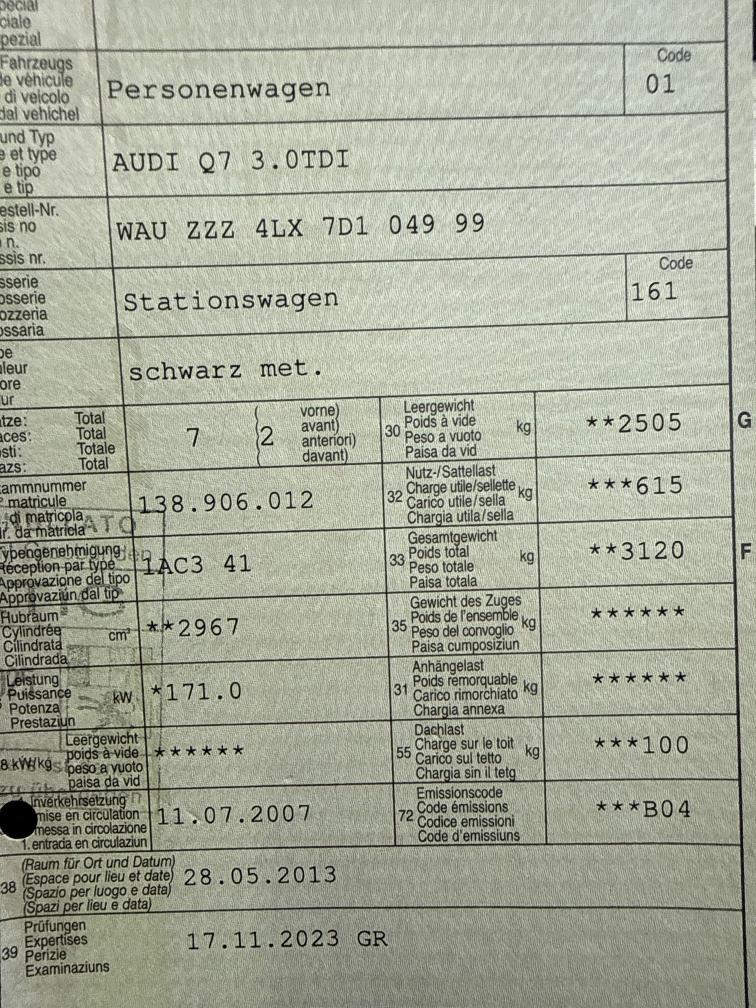 pecial
ciale
pezial
Fahrzeugs
le véhicule
di veicolo
dal vehichel
Personenwagen
Code
01
und Typ
e et type
e tipo
e tip
AUDI Q7 3.0TDI
estell-Nr.
sis no
n.
ssis nr.
WAU ZZZ 4LX 7D1 049 99
sserie
osserie
ozzeria
ossaria
Stationswagen
Code
161
be
uleur
ore
ur
schwarz met.
tze: Total
aces: Total
osti: Totale
azs: Total
7
2
vorne)
avant)
anteriori)
davant)
30
Leergewicht
Poids à vide
Peso a vuoto
Paisa da vid
kg
**2505
G
ammnummer
matricule
di matricola
r. da matricla
138.906.012
32
Nutz-/Sattellast
Charge utile/sellette
Carico utile/sella
Chargia utila/sella
kg
***615
Typengenehmigung
Réception par type
Approvazione del tipo
Approvaziun dal tip
1AC3 41
33
Gesamtgewicht
Poids total
Peso totale
Paisa totala
kg
**3120
F
Hubraum
Cylindrée
Cilindrata
Cilindrada
cm³
**2967
35
Gewicht des Zuges
Poids de l'ensemble
Peso del convoglio
Paisa cumposiziun
kg
******
Leistung
Puissance
Potenza
Prestaziun
kW
*171.0
31
Anhängelast
Poids remorquable
Carico rimorchiato
Chargia annexa
kg
******
8 kW/kg
Leergewicht
poids à vide
peso a vuoto
paisa da vid
******
55
Dachlast
Charge sur le toit
Carico sul tetto
Chargia sin il tetg
kg
***100
Inverkehrsetzung
mise en circulation
messa in circolazione
1. entrada en circulaziun
11.07.2007
72
Emissionscode
Code émissions
Codice emissioni
Code d'emissiuns
***B04
38
(Raum für Ort und Datum)
(Espace pour lieu et date)
(Spazio per luogo e data)
(Spazi per lieu e data)
28.05.2013
39
Prüfungen
Expertises
Perizie
Examinaziuns
17.11.2023 GR